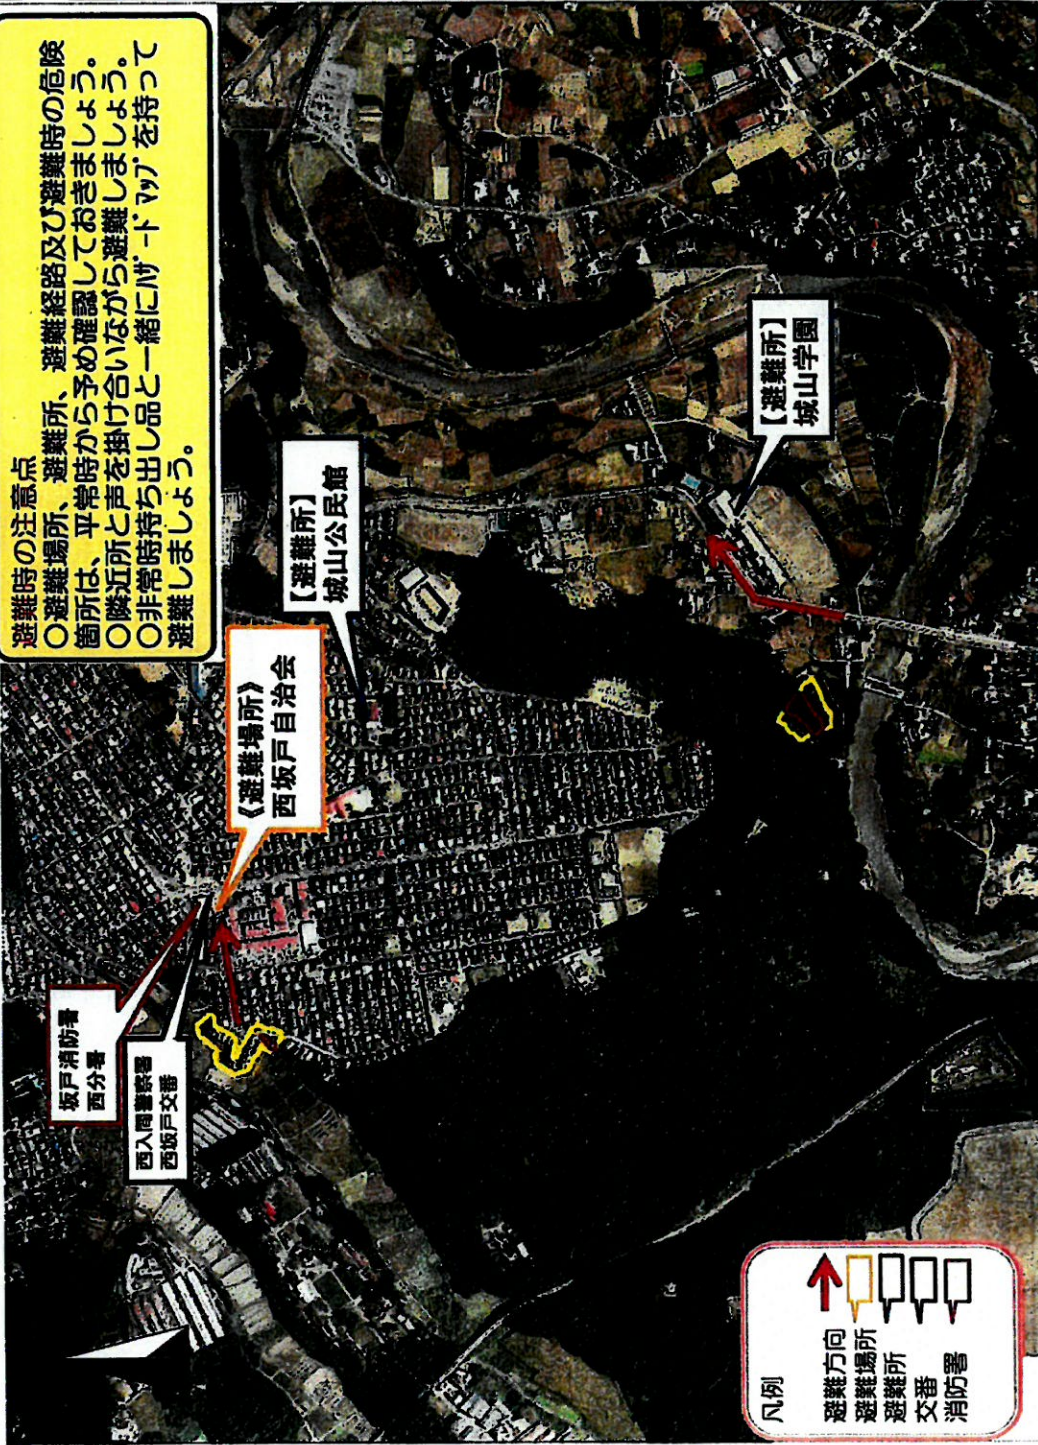 避難時の注意点
○避難場所、避難所、避難経路及び避難時の危険
箇所は、平常時から予め確認しておきましょう。
○隣近所と声を掛け合いながら避難しましょう。
○非常時持ち出し品と一緒にﾊｻﾞｰﾄﾞﾏｯﾌﾟを持って
避難しましょう。
坂戸消防署
西分署
西入間警察署
西坂戸交番
《避難場所》
西坂戸自治会
【避難所】
城山公民館
【避難所】
城山学園
凡例
避難方向
避難場所
避難所
交番
消防署